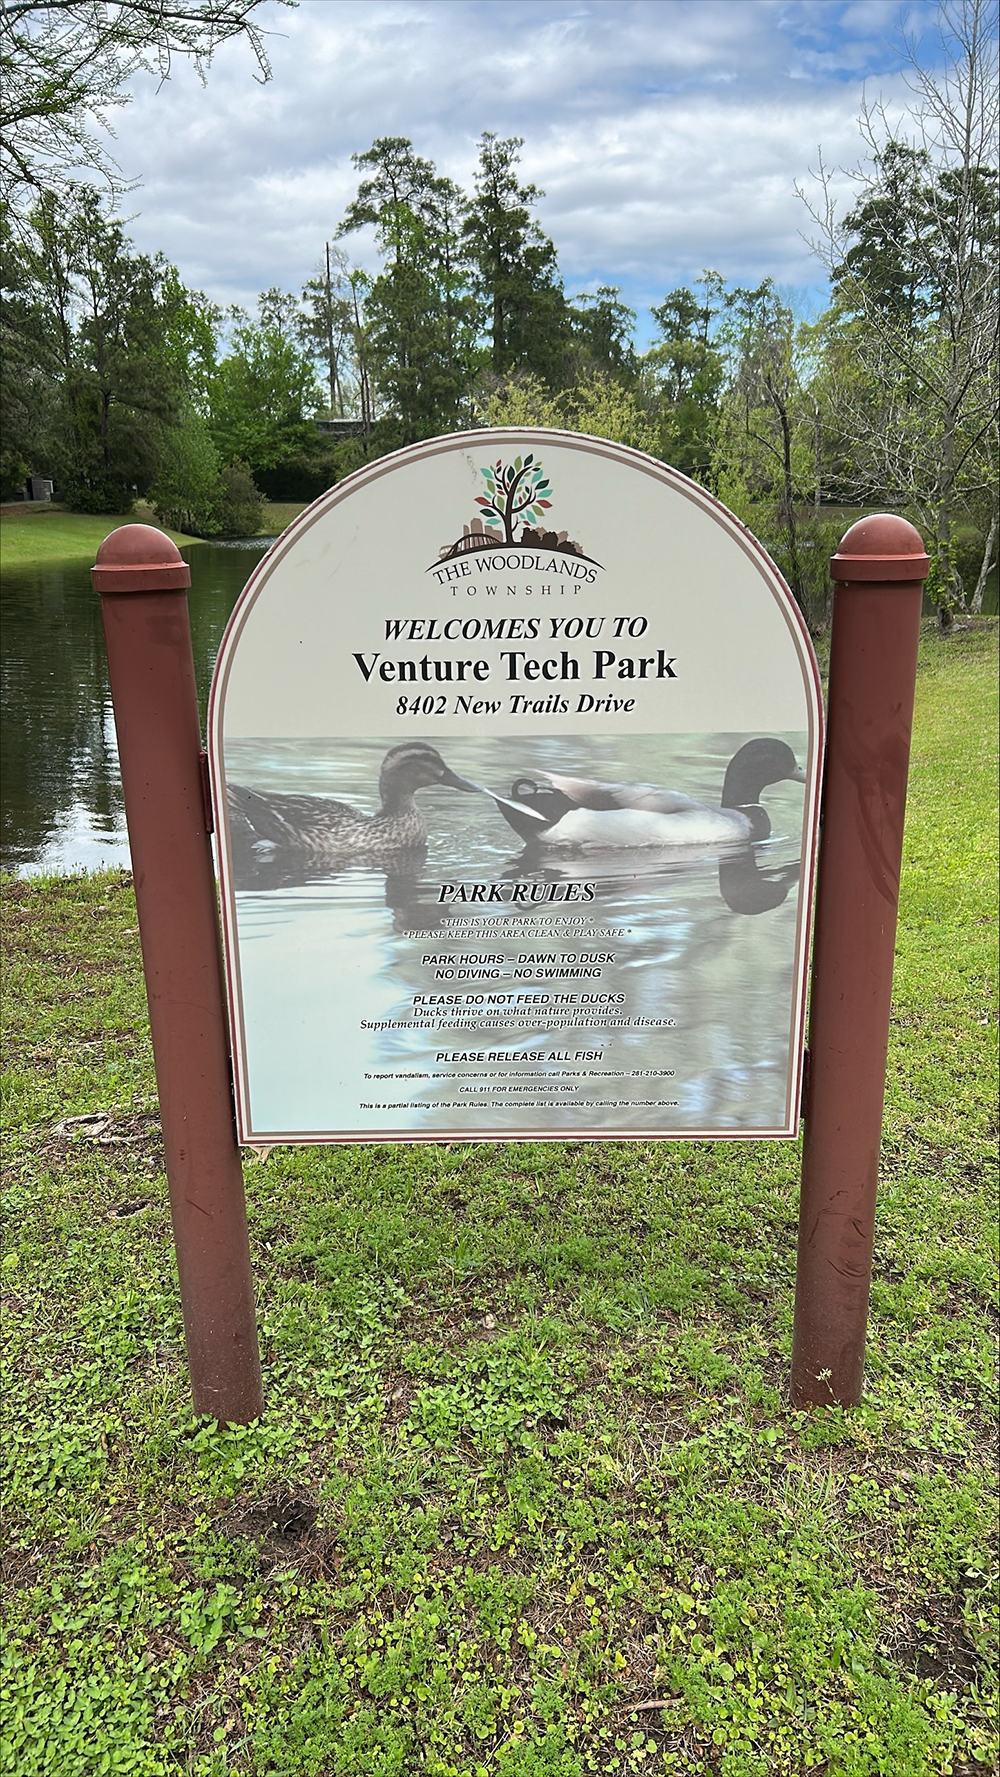 THE WOODLANDS
TOWNSHIP
WELCOMES YOU TO
Venture Tech Park
8402 New Trails Drive
PARK RULES
*THIS IS YOUR PARK TO ENJOY*
*PLEASE KEEP THIS AREA CLEAN & PLAY SAFE*
PARK HOURS – DAWN TO DUSK
NO DIVING – NO SWIMMING
PLEASE DO NOT FEED THE DUCKS
Ducks thrive on what nature provides.
Supplemental feeding causes over-population and disease.
PLEASE RELEASE ALL FISH
To report vandalism, service concerns or for information call Parks & Recreation – 281-210-3900
CALL 911 FOR EMERGENCIES ONLY
This is a partial listing of the Park Rules. The complete list is available by calling the number above.